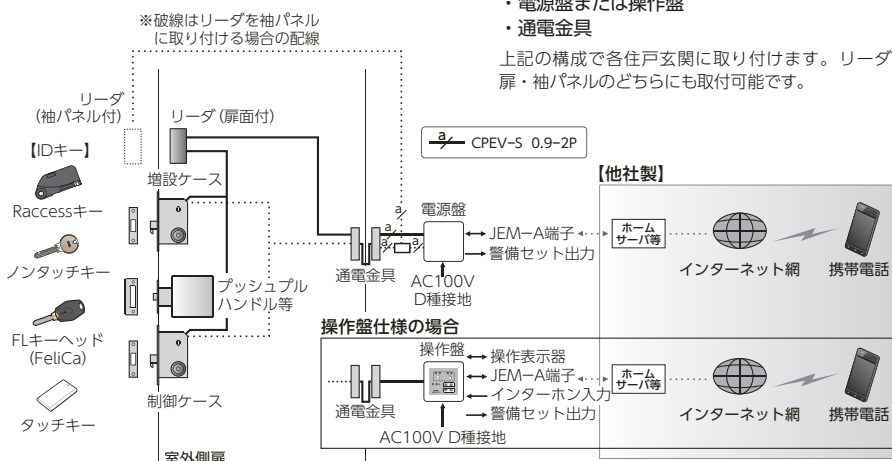 ・電源盤または操作盤
・通電金具
上記の構成で各住戸玄関に取り付けます。リーダ
扉・袖パネルのどちらにも取付可能です。
※破線はリーダを袖パネル
に取り付ける場合の配線
リーダ
(袖パネル付)
リーダ(扉面付)
【IDキー】
Raccessキー
ノンタッチキー
FLキーヘッド
(FeliCa)
タッチキー
増設ケース
プッシュプル
ハンドル等
制御ケース
室外側扉
a CPEV-S 0.9-2P
a
a
a
a
通電金具
電源盤
AC100V
D種接地
JEM-A端子
警備セット出力
【他社製】
ホーム
サーバ等
インターネット網
携帯電話
操作盤仕様の場合
通電金具
操作盤
AC100V D種接地
操作表示器
JEM-A端子
インターホン入力
警備セット出力
ホーム
サーバ等
インターネット網
携帯電話